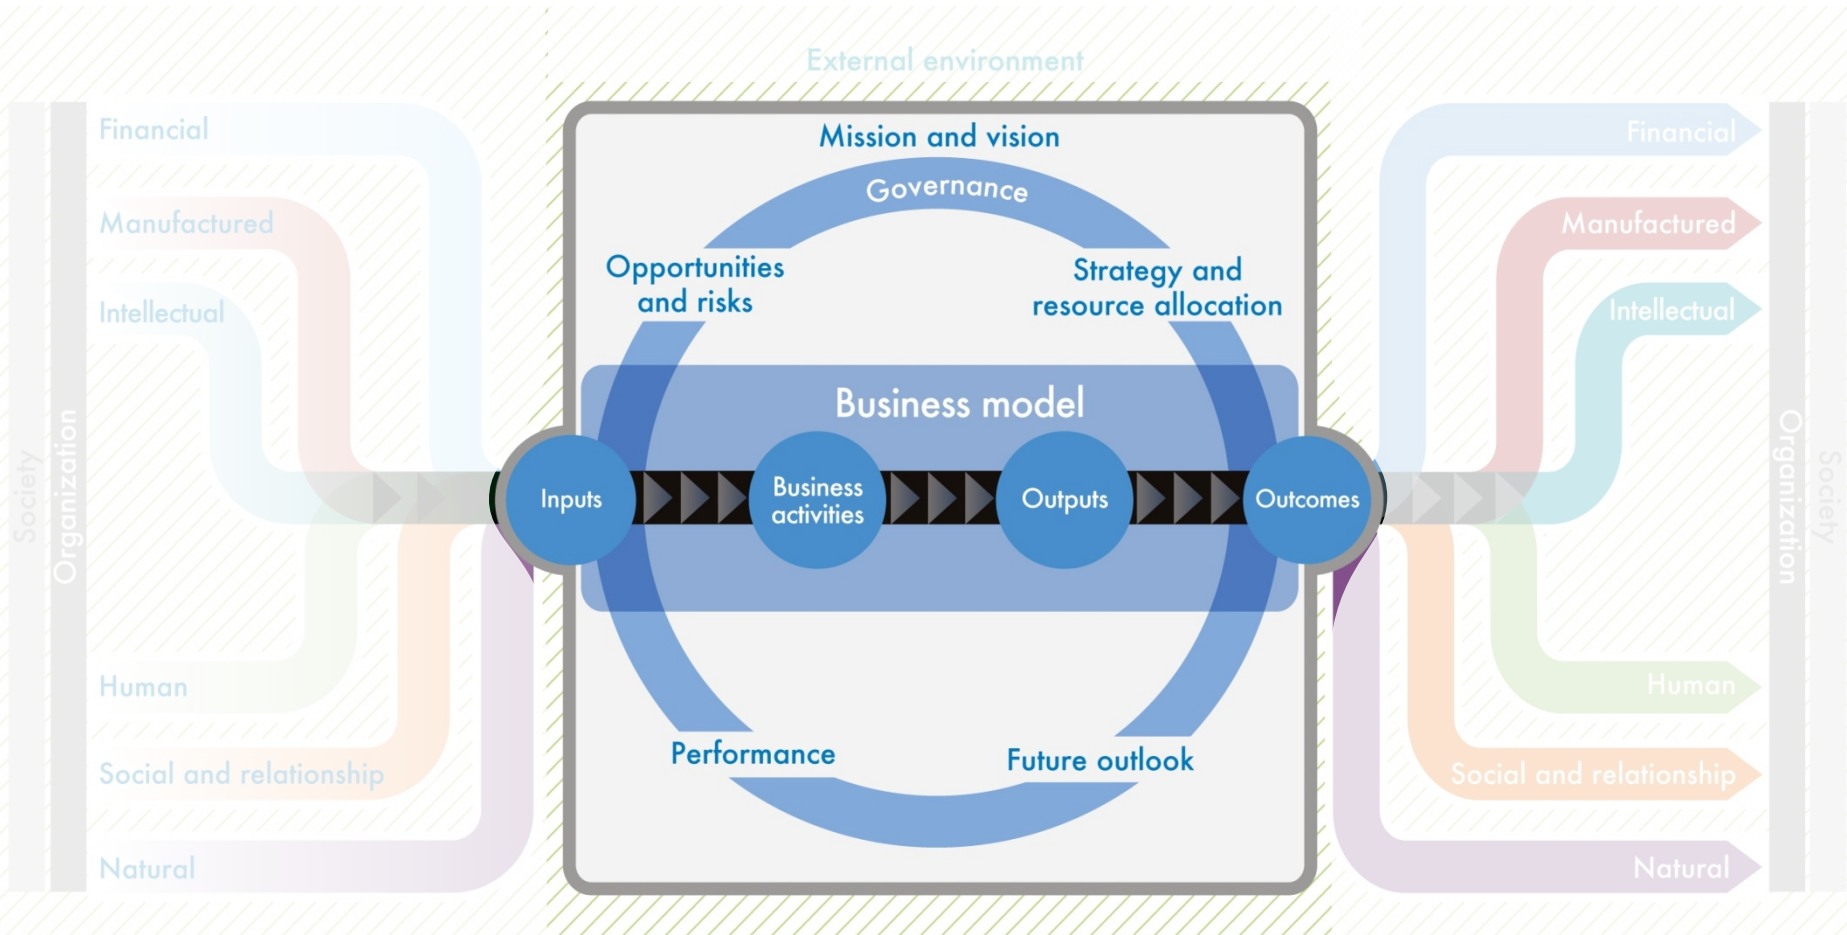 External environment
Society
Organization
Financial
Manufactured
Intellectual
Human
Social and relationship
Natural
Mission and vision
Governance
Opportunities
and risks
Strategy and
resource allocation
Business model
Inputs
Business
activities
Outputs
Outcomes
Performance
Future outlook
Financial
Manufactured
Intellectual
Human
Social and relationship
Natural
Organization
Society